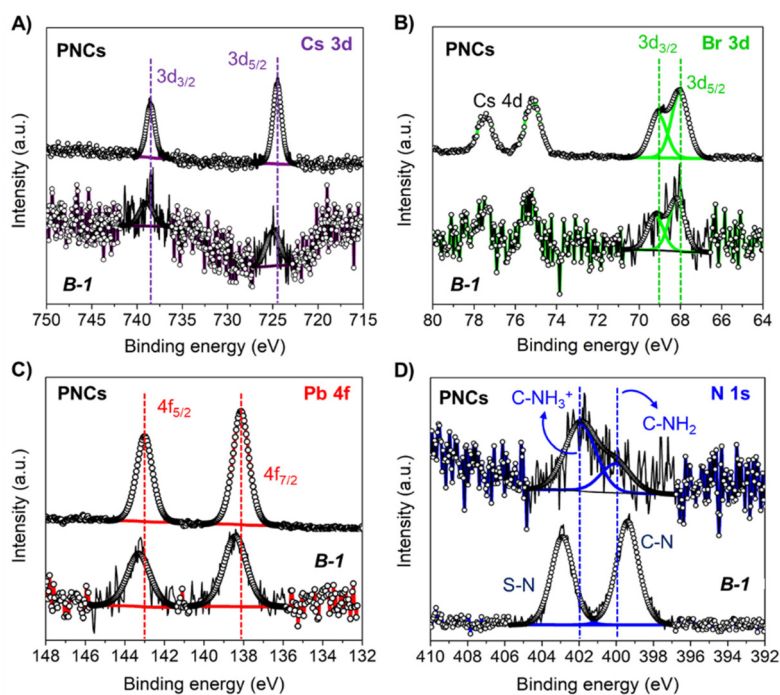 A)
PNCs
Cs 3d
3d3/2
3d5/2
B-1
Intensity (a.u.)
750 745 740 735 730 725 720 715
Binding energy (eV)
B)
PNCs
3d3/2
Br 3d
3d5/2
Cs 4d
B-1
Intensity (a.u.)
80 78 76 74 72 70 68 66 64
Binding energy (eV)
C)
PNCs
Pb 4f
4f5/2
4f7/2
B-1
Intensity (a.u.)
148 146 143 140 138 136 134 132
Binding energy (eV)
D)
PNCs
N 1s
C-NH3+
C-NH2
C-N
S-N
B-1
Intensity (a.u.)
410 408 406 404 402 400 398 396 394 392
Binding energy (eV)